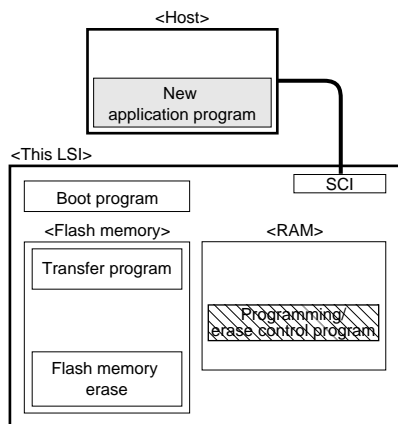 <Host>
New
application program
<This LSI>
SCI
Boot program
<Flash memory>
<RAM>
Transfer program
Programming/
erase control program
Flash memory
erase